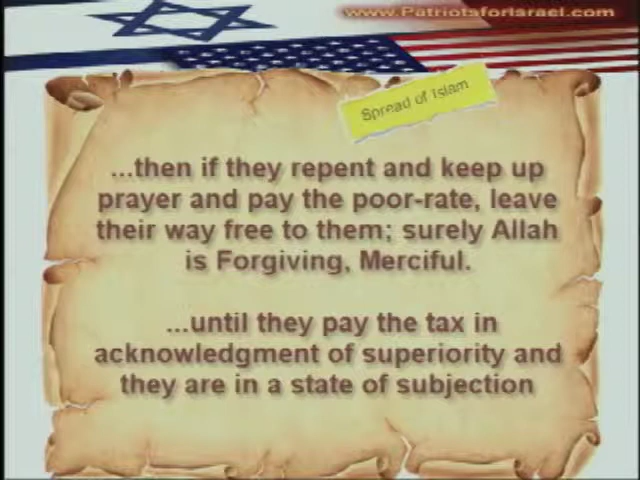 www.PatriotsforIsrael.com
Spread of Islam
...then if they repent and keep up
prayer and pay the poor-rate, leave
their way free to them; surely Allah
is Forgiving, Merciful.
...until they pay the tax in
acknowledgment of superiority and
they are in a state of subjection